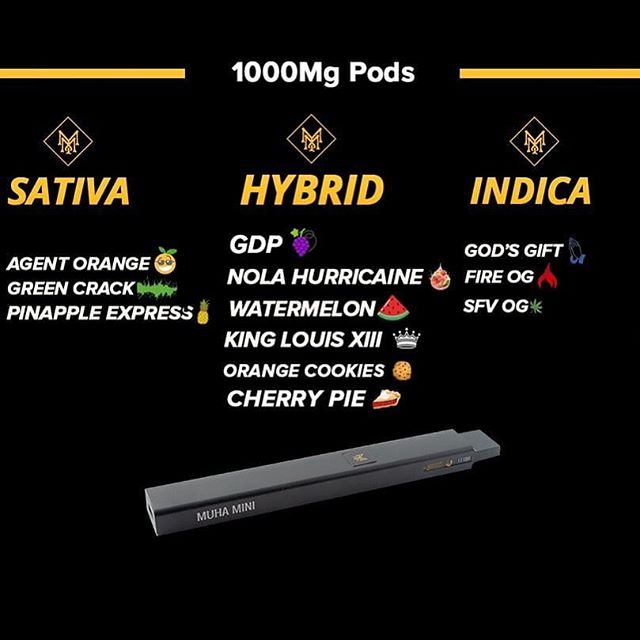 1000Mg Pods
SATIVA
AGENT ORANGE
GREEN CRACK
PINAPPLE EXPRESS
HYBRID
GDP
NOLA HURRICAINE
WATERMELON
KING LOUIS XIII
ORANGE COOKIES
CHERRY PIE
INDICA
GOD'S GIFT
FIRE OG
SFV OG
MUHA MINI